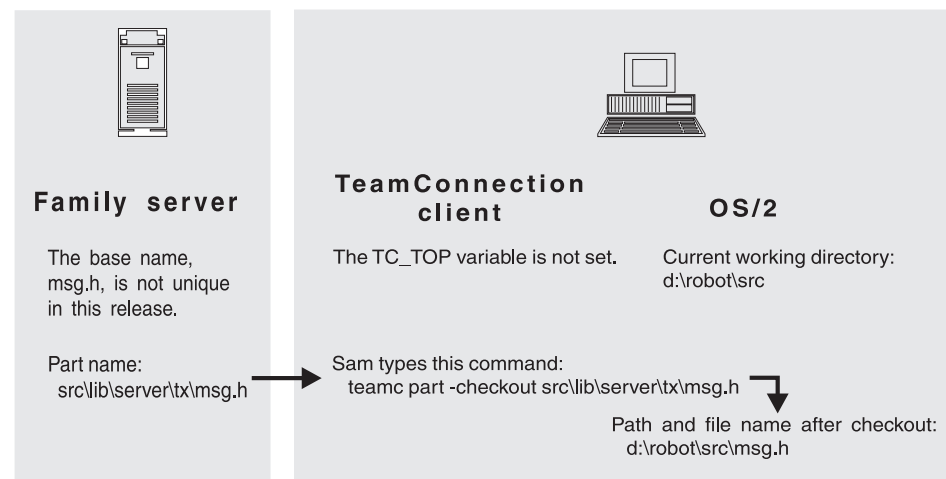 Family server
The base name,
msg.h, is not unique
in this release.
Part name:
src\lib\server\tx\msg.h
TeamConnection
client
The TC_TOP variable is not set.
OS/2
Current working directory:
d:\robot\src
Sam types this command:
teamc part -checkout src\lib\server\tx\msg.h
Path and file name after checkout:
d:\robot\src\msg.h